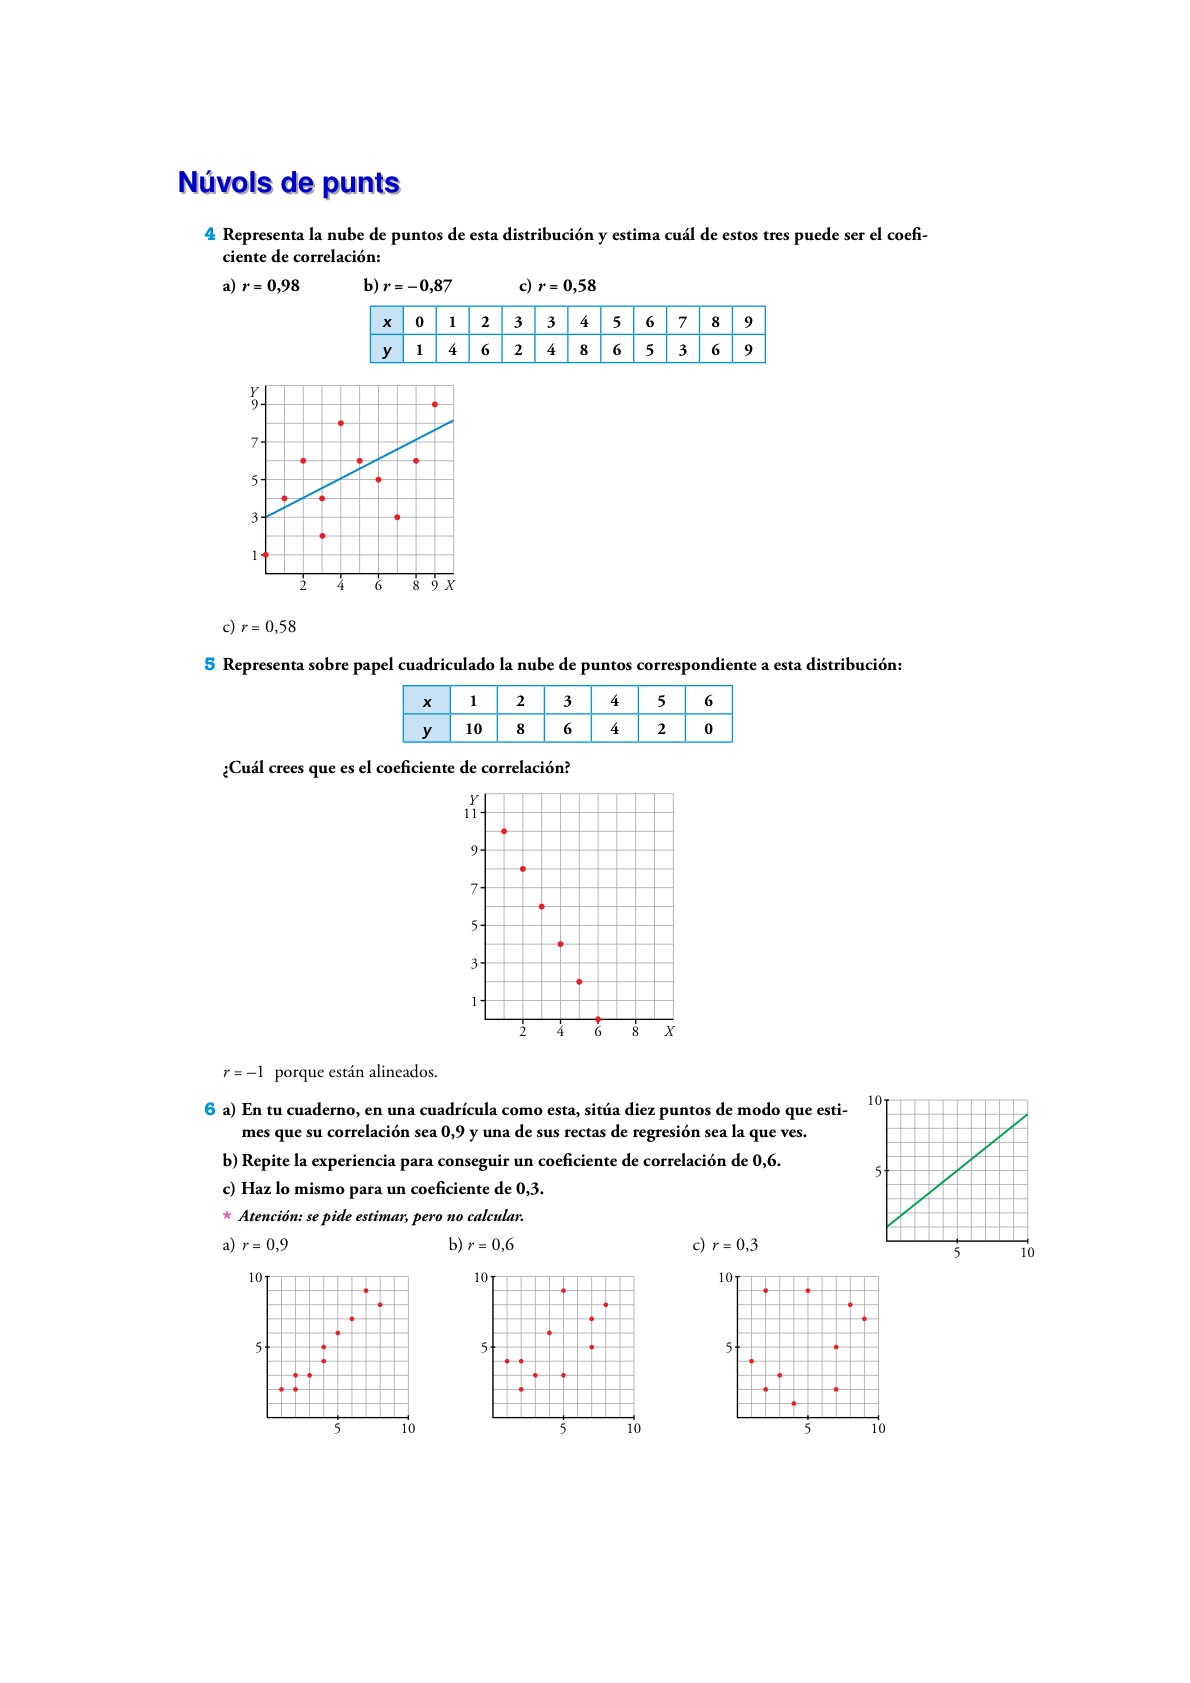 Núvols de punts
4 Representa la nube de puntos de esta distribución y estima cuál de estos tres puede ser el coefi-
ciente de correlación:
a) r = 0,98 b) r = –0,87 c) r = 0,58
x 0 1 2 3 3 4 5 6 7 8 9
y 1 4 6 2 4 8 6 5 3 6 9
Y
9
7
5
3
1
2 4 6 8 9 X
c) r = 0,58
5 Representa sobre papel cuadriculado la nube de puntos correspondiente a esta distribución:
x 1 2 3 4 5 6
y 10 8 6 4 2 0
¿Cuál crees que es el coeficiente de correlación?
Y
11
9
7
5
3
1
2 4 6 8 X
r = –1 porque están alineados.
6 a) En tu cuaderno, en una cuadrícula como esta, sitúa diez puntos de modo que esti-
mes que su correlación sea 0,9 y una de sus rectas de regresión sea la que ves.
b) Repite la experiencia para conseguir un coeficiente de correlación de 0,6.
c) Haz lo mismo para un coeficiente de 0,3.
* Atención: se pide estimar, pero no calcular.
10
5
5 10
a) r = 0,9 b) r = 0,6 c) r = 0,3
10 10 10
5 5 5
5 10 5 10 5 10